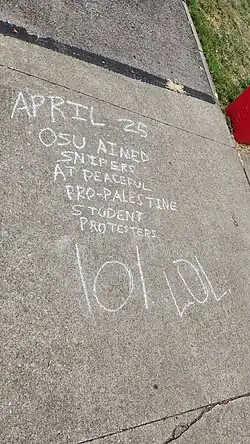 APRIL 25
OSU AIMED
SNIPERS
AT PEACEFUL
PRO-PALESTINE
STUDENT
PROTESTERS
lol LOL